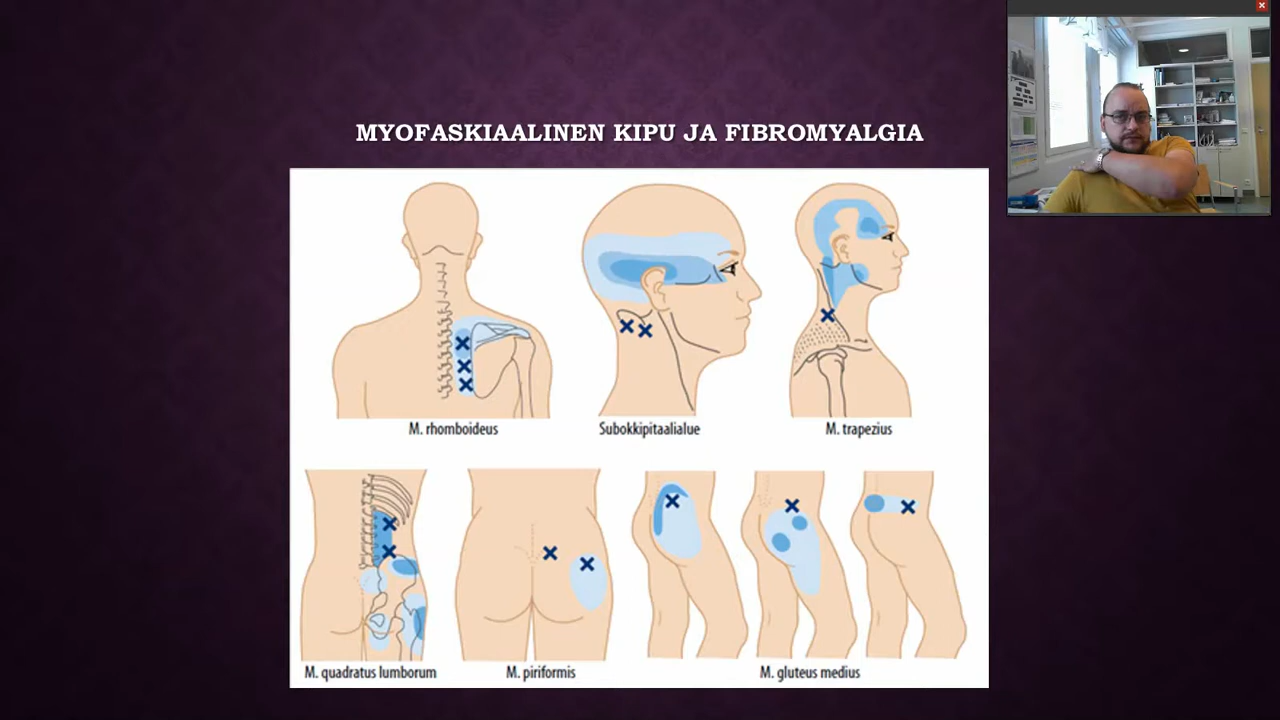 MYOFASKIAALINEN KIPU JA FIBROMYALGIA
M. rhomboideus
Subokkipitaalialue
M. trapezius
M. quadratus lumborum
M. piriformis
M. gluteus medius